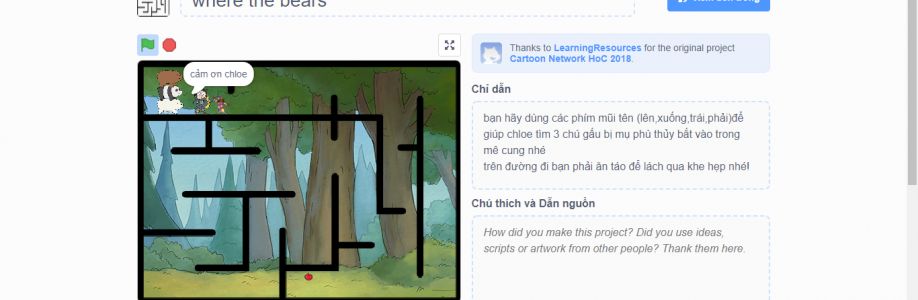 where the bears
cảm ơn chloe
Thanks to LearningResources for the original project
Cartoon Network HoC 2018.
Chỉ dẫn
bạn hãy dùng các phím mũi tên (lên,xuống,trái,phải)để
giúp chloe tìm 3 chú gấu bị mụ phù thủy bắt vào trong
mê cung nhé
trên đường đi bạn phải ăn táo để lách qua khe hẹp nhé!
Chú thích và Dẫn nguồn
How did you make this project? Did you use ideas,
scripts or artwork from other people? Thank them here.